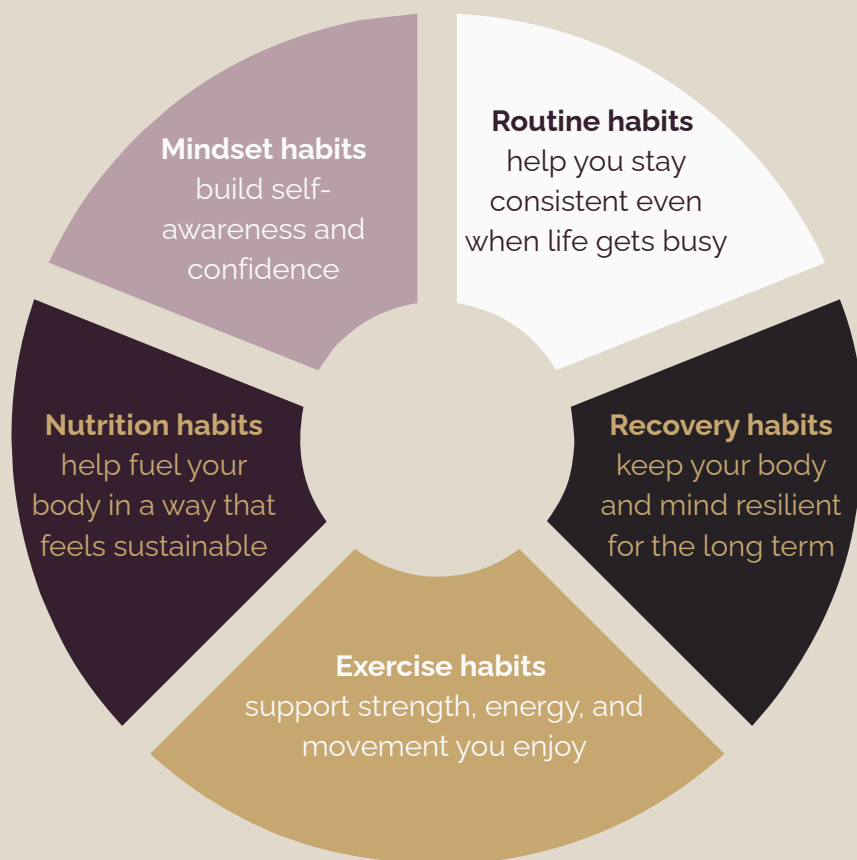 Mindset habits
build self-
awareness and
confidence
Routine habits
help you stay
consistent even
when life gets busy
Nutrition habits
help fuel your
body in a way that
feels sustainable
Recovery habits
keep your body
and mind resilient
for the long term
Exercise habits
support strength, energy, and
movement you enjoy